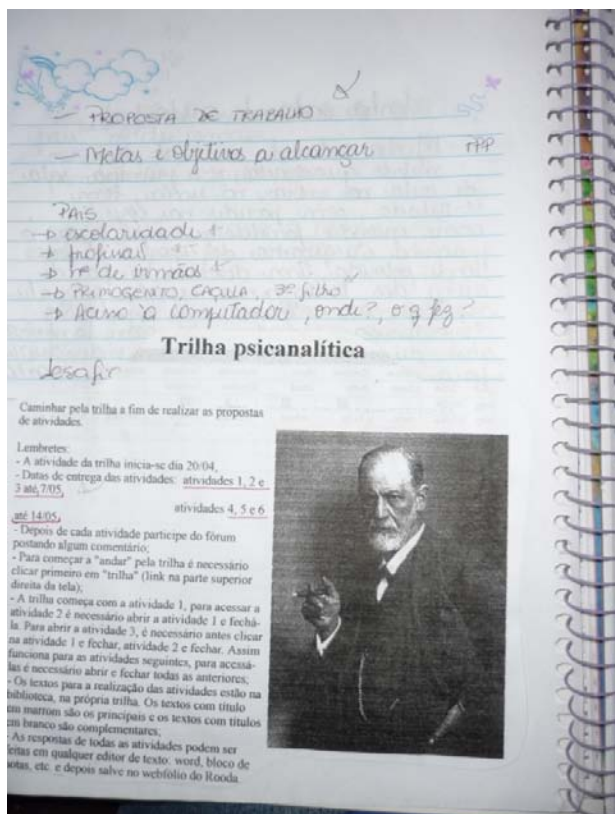 - PROPOSTA DE TRABALHO
- Metas e objetivos a alcançar PPP
PAIS
→ escolaridade +
→ nº de irmãos +
→ PRIMOGENITO, CAÇULA, 3º filho
→ computador, onde?, o q fez?
Trilha psicanalítica
desafio
Caminhar pela trilha a fim de realizar as propostas
de atividades.
Lembretes:
- A atividade da trilha inicia-se dia 20/04,
- Datas de entrega das atividades: atividades 1, 2 e
3 até 7/05,
atividades 4, 5 e 6
até 14/05,
- Depois de cada atividade participe do fórum
postando algum comentário;
- Para começar a "andar" pela trilha é necessário
clicar primeiro em "trilha" (link na parte superior
direita da tela);
- A trilha começa com a atividade 1, para acessar a
atividade 2 é necessário abrir a atividade 1 e fechá-
la. Para abrir a atividade 3, é necessário antes clicar
na atividade 1 e fechar, atividade 2 e fechar. Assim
funciona para as atividades seguintes, para acessá-
las é necessário abrir e fechar todas as anteriores;
- Os textos para a realização das atividades estão na
biblioteca, na própria trilha. Os textos com título
em marrom são os principais e os textos com títulos
em branco são complementares;
- As respostas de todas as atividades podem ser
feitas em qualquer editor de texto: word, bloco de
notas, etc. e depois salve no webfólio do Rooda.